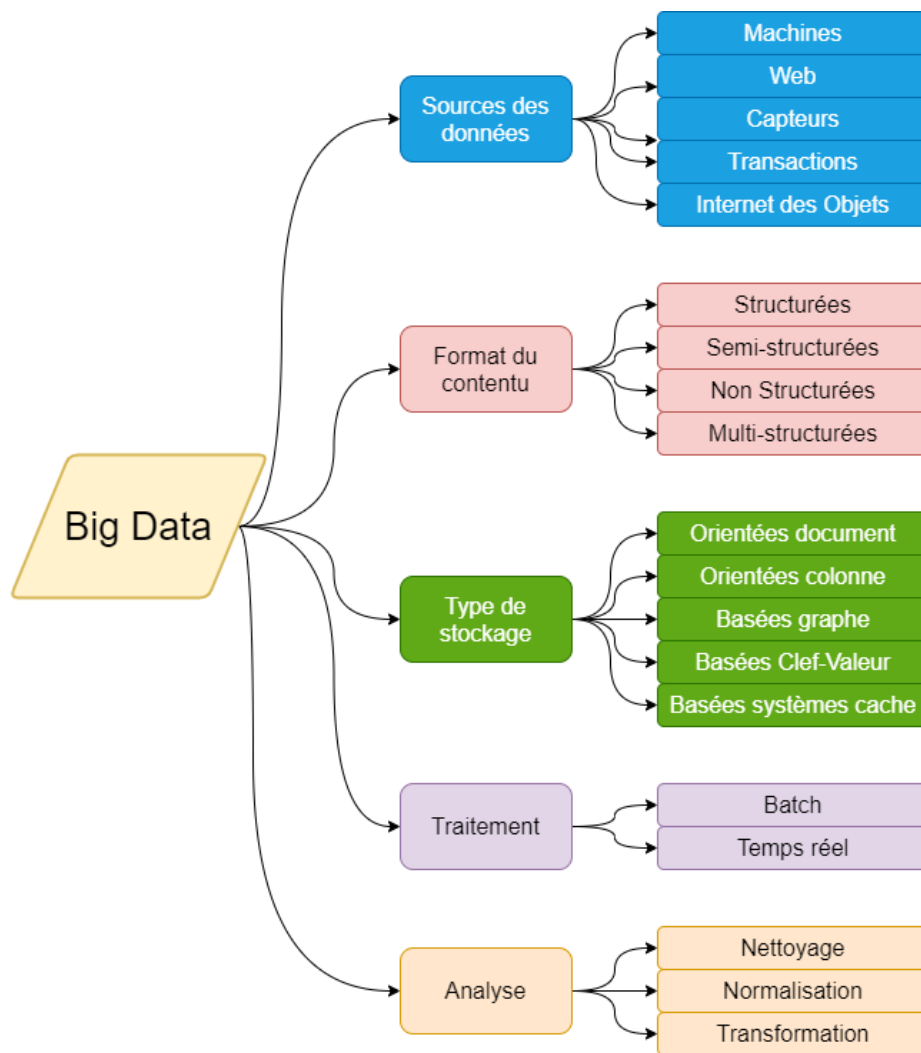 Big Data
Sources des
données
Machines
Web
Capteurs
Transactions
Internet des Objets
Format du
contentu
Structurées
Semi-structurées
Non Structurées
Multi-structurées
Type de
stockage
Orientées document
Orientées colonne
Basées graphe
Basées Clef-Valeur
Basées systèmes cache
Traitement
Batch
Temps réel
Analyse
Nettoyage
Normalisation
Transformation